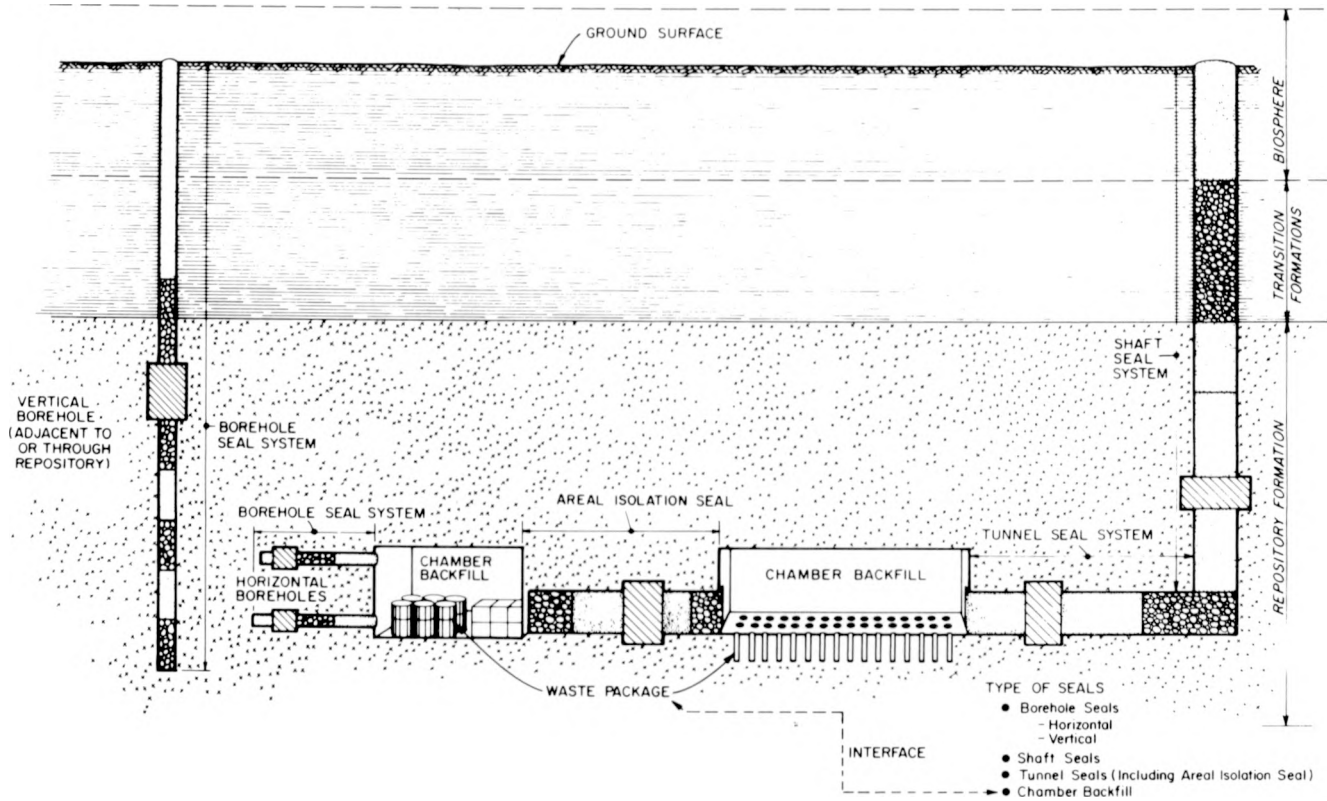 GROUND SURFACE
BIOSPHERE
TRANSITION
FORMATIONS
SHAFT
SEAL
SYSTEM
VERTICAL
BOREHOLE
(ADJACENT TO
OR THROUGH
REPOSITORY)
BOREHOLE
SEAL SYSTEM
REPOSITORY FORMATION
AREAL ISOLATION SEAL
BOREHOLE SEAL SYSTEM
TUNNEL SEAL SYSTEM
CHAMBER
BACKFILL
CHAMBER BACKFILL
HORIZONTAL
BOREHOLES
WASTE PACKAGE
INTERFACE
TYPE OF SEALS
● Borehole Seals
- Horizontal
- Vertical
● Shaft Seals
● Tunnel Seals (Including Areal Isolation Seal)
● Chamber Backfill